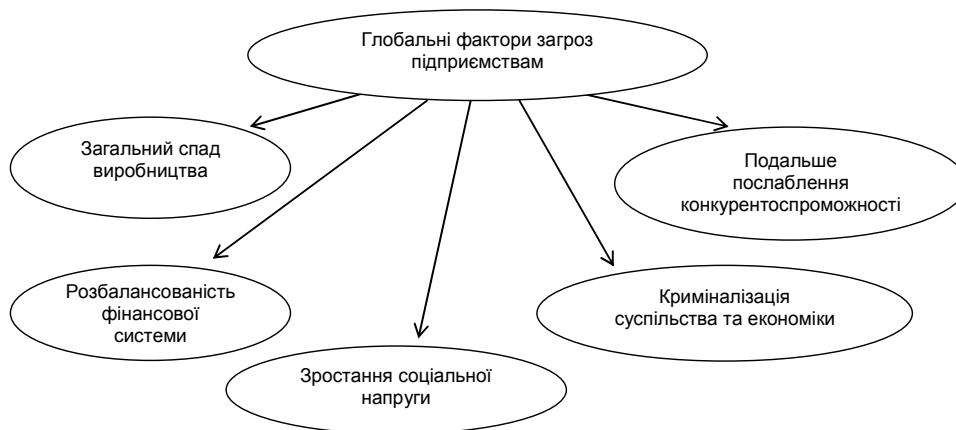 Глобальні фактори загроз
підприємствам
Загальний спад
виробництва
Подальше
послаблення
конкурентоспроможності
Розбалансованість
фінансової
системи
Криміналізація
суспільства та економіки
Зростання соціальної
напруги